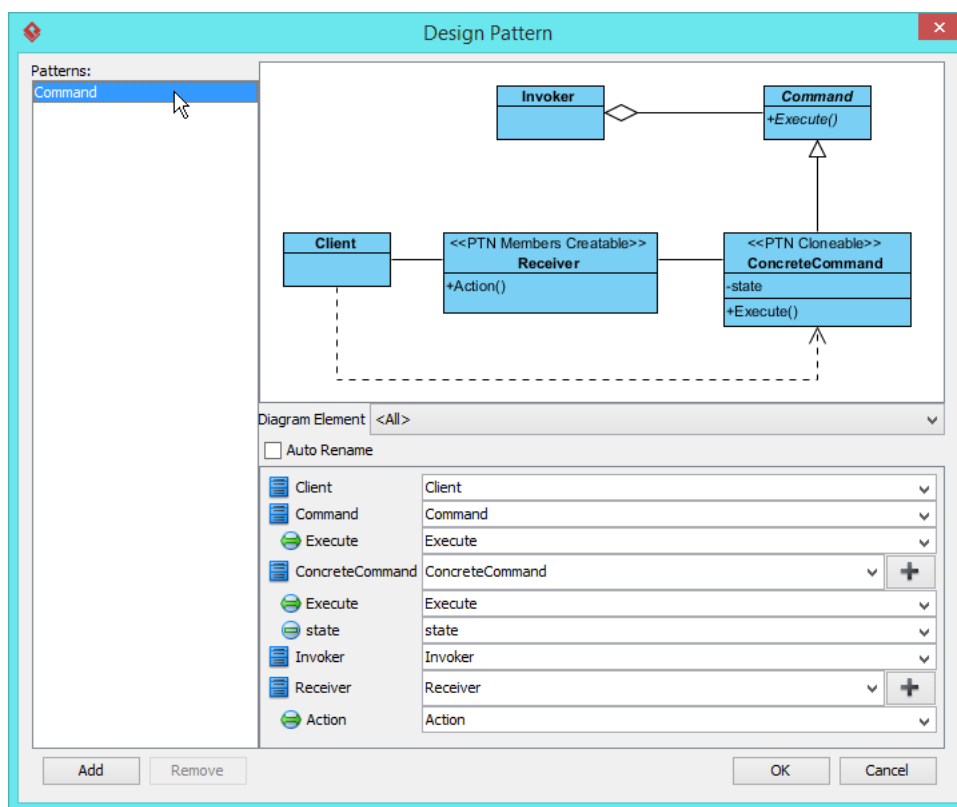 Design Pattern
Patterns:
Command
Invoker
Command
+Execute()
Client
<<PTN Members Creatable>>
Receiver
+Action()
<<PTN Cloneable>>
ConcreteCommand
-state
+Execute()
Diagram Element <All>
Auto Rename
Client Client
Command Command
Execute Execute
ConcreteCommand ConcreteCommand
Execute Execute
state state
Invoker Invoker
Receiver Receiver
Action Action
Add Remove OK Cancel